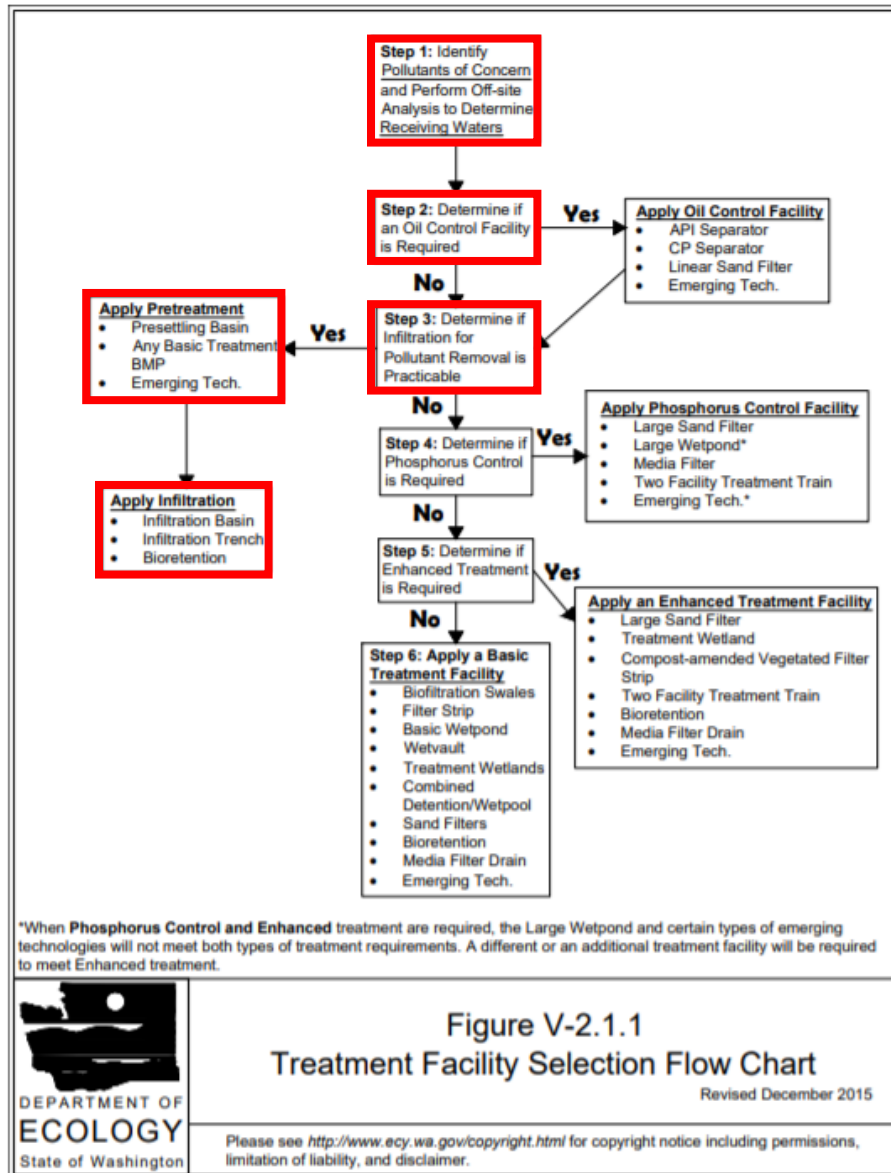 Step 1: Identify
Pollutants of Concern
and Perform Off-site
Analysis to Determine
Receiving Waters
Step 2: Determine if
an Oil Control Facility
is Required
Yes
Apply Oil Control Facility
• API Separator
• CP Separator
• Linear Sand Filter
• Emerging Tech.
No
Apply Pretreatment
• Presettling Basin
• Any Basic Treatment
BMP
• Emerging Tech.
Yes
Step 3: Determine if
Infiltration for
Pollutant Removal is
Practicable
No
Apply Infiltration
• Infiltration Basin
• Infiltration Trench
• Bioretention
Step 4: Determine if
Phosphorus Control
is Required
Yes
Apply Phosphorus Control Facility
• Large Sand Filter
• Large Wetpond*
• Media Filter
• Two Facility Treatment Train
• Emerging Tech.*
No
Step 5: Determine if
Enhanced Treatment
is Required
Yes
Apply an Enhanced Treatment Facility
• Large Sand Filter
• Treatment Wetland
• Compost-amended Vegetated Filter
Strip
• Two Facility Treatment Train
• Bioretention
• Media Filter Drain
• Emerging Tech.
No
Step 6: Apply a Basic
Treatment Facility
• Biofiltration Swales
• Filter Strip
• Basic Wetpond
• Wetvault
• Treatment Wetlands
• Combined
Detention/Wetpool
• Sand Filters
• Bioretention
• Media Filter Drain
• Emerging Tech.
*When Phosphorus Control and Enhanced treatment are required, the Large Wetpond and certain types of emerging
technologies will not meet both types of treatment requirements. A different or an additional treatment facility will be required
to meet Enhanced treatment.
DEPARTMENT OF
ECOLOGY
State of Washington
Figure V-2.1.1
Treatment Facility Selection Flow Chart
Revised December 2015
Please see http://www.ecy.wa.gov/copyright.html for copyright notice including permissions,
limitation of liability, and disclaimer.